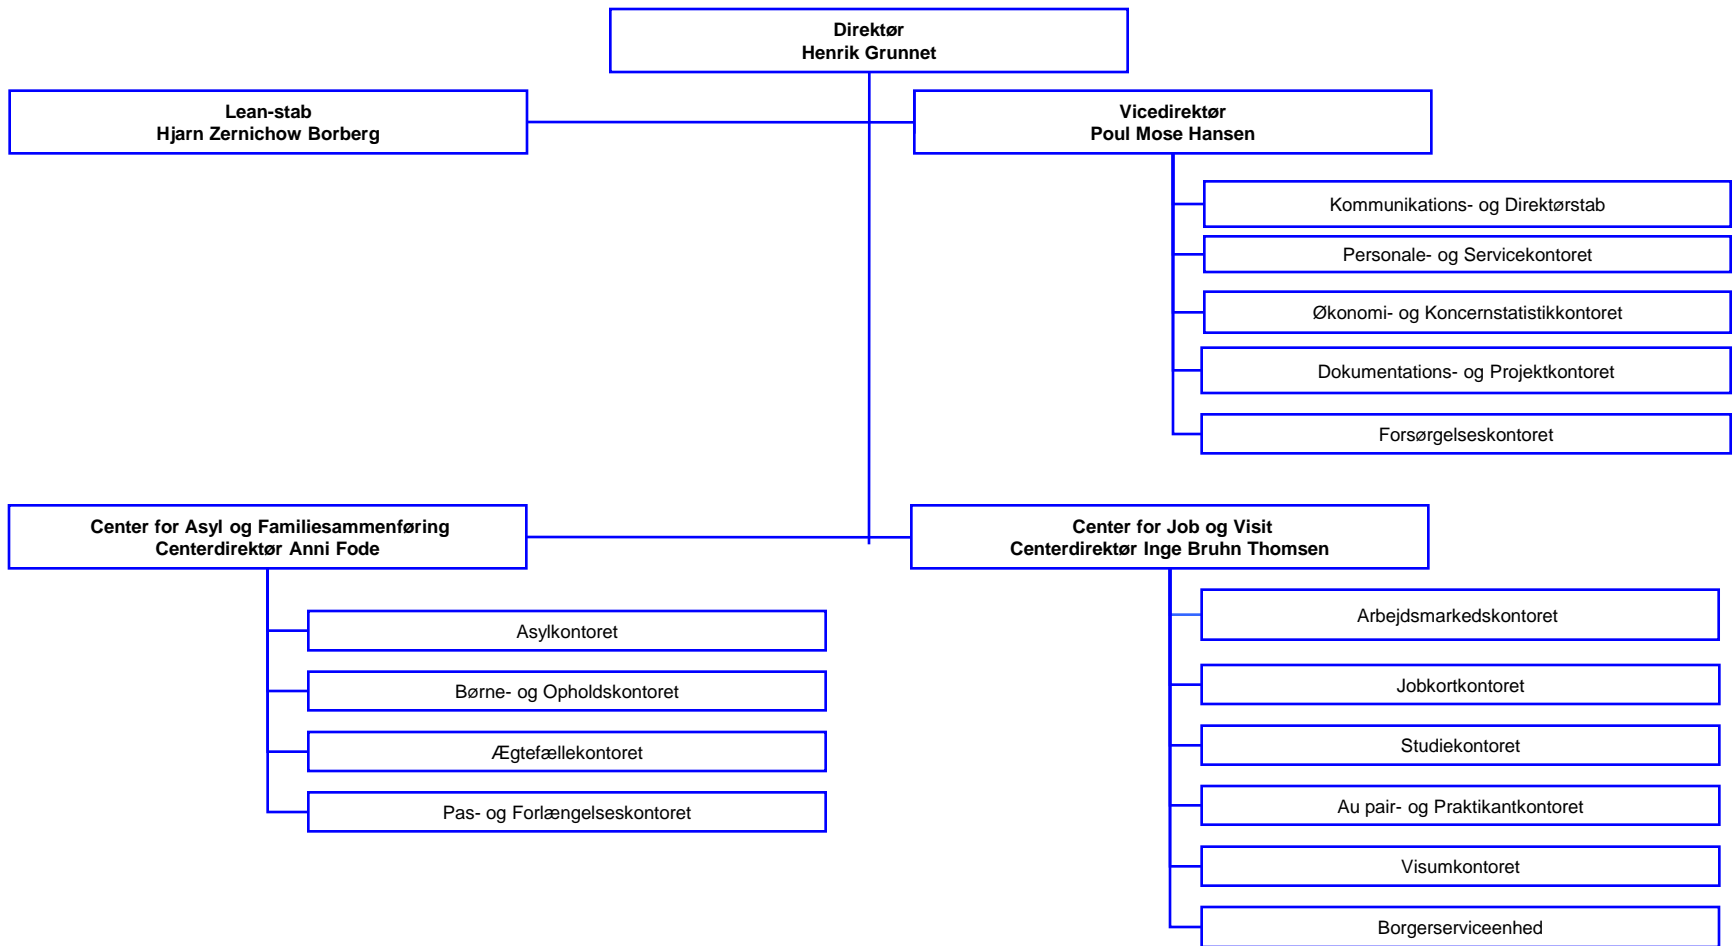 Direktør
Henrik Grunnet
Lean-stab
Hjarn Zernichow Borberg
Vicedirektør
Poul Mose Hansen
Kommunikations- og Direktørstab
Personale- og Servicekontoret
Økonomi- og Koncernstatistikkontoret
Dokumentations- og Projektkontoret
Forsørgelseskontoret
Center for Asyl og Familiesammenføring
Centerdirektør Anni Fode
Asylkontoret
Børne- og Opholdskontoret
Ægtefællekontoret
Pas- og Forlængelseskontoret
Center for Job og Visit
Centerdirektør Inge Bruhn Thomsen
Arbejdsmarkedskontoret
Jobkortkontoret
Studiekontoret
Au pair- og Praktikantkontoret
Visumkontoret
Borgerserviceenhed